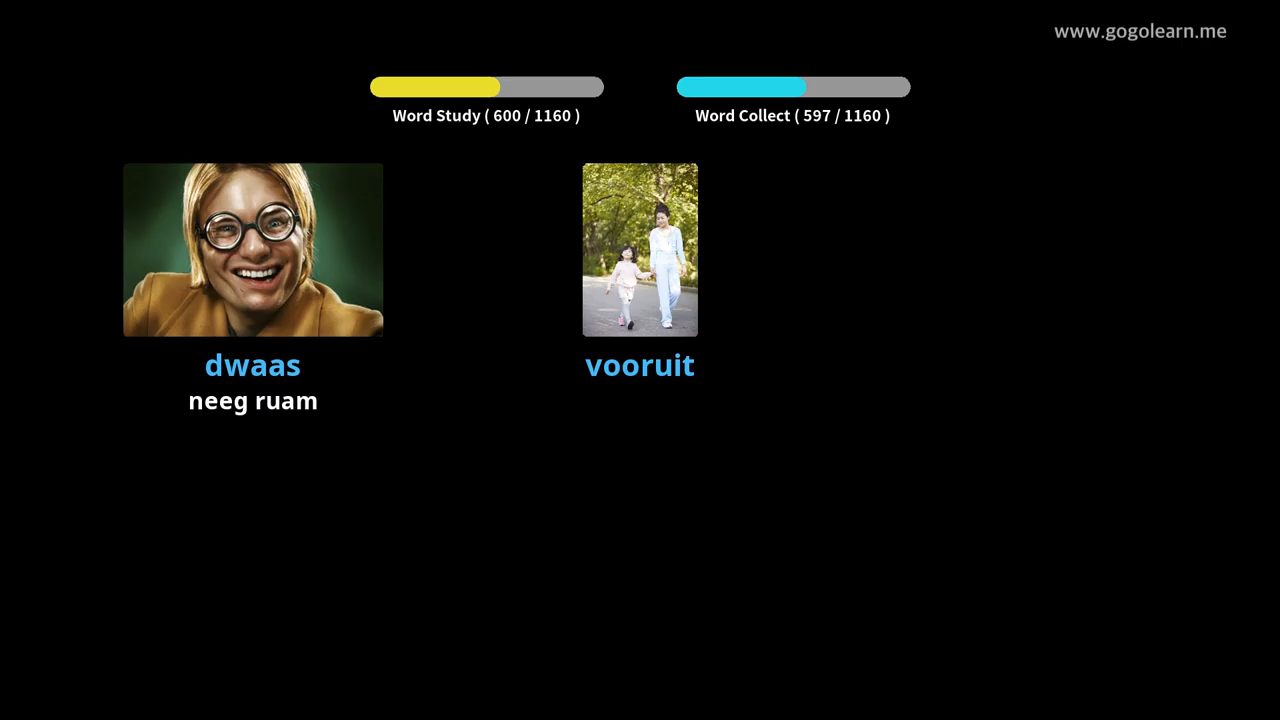 www.gogolearn.me
Word Study ( 600 / 1160 )
Word Collect ( 597 / 1160 )
dwaas
neeg ruam
vooruit